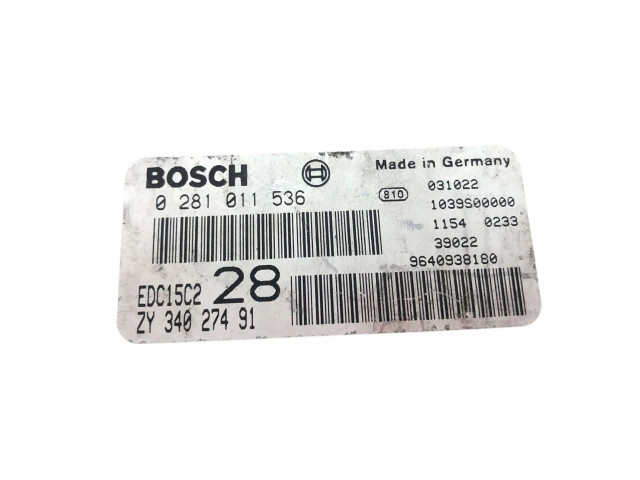 BOSCH
Made in Germany
0 281 011 536
810
031022
1039S00000
1154 0233
39022
9640938180
EDC15C2 28
ZY 340 274 91